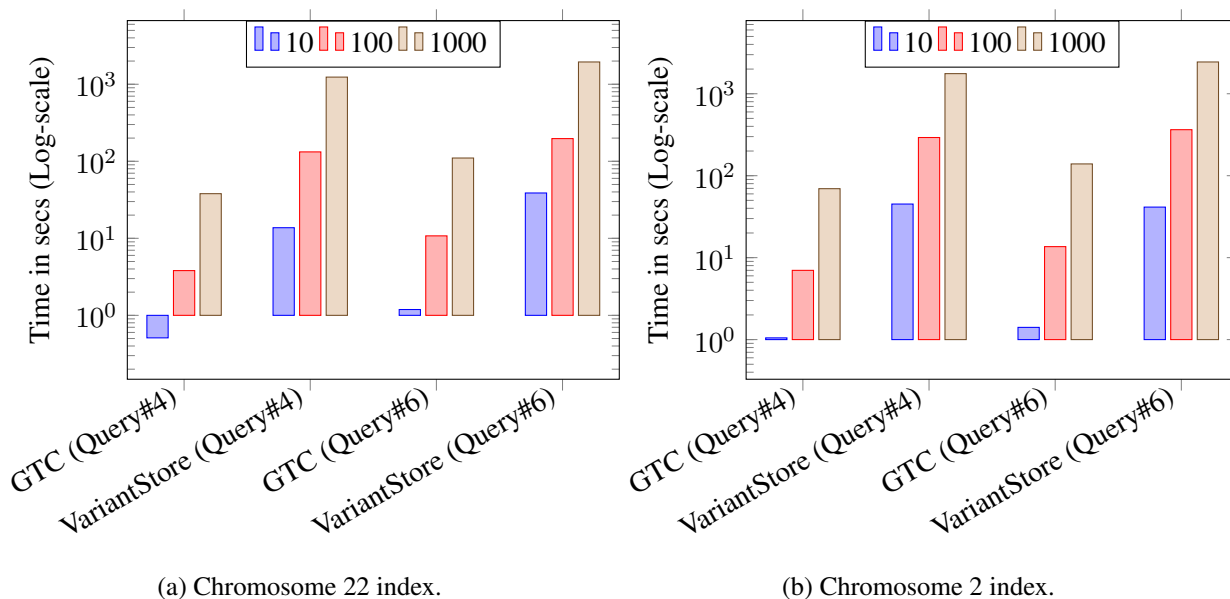 10 100 1000
Time in secs (Log-scale)
10^3
10^2
10^1
10^0
GTC (Query#4)
VariantStore (Query#4)
GTC (Query#6)
VariantStore (Query#6)
(a) Chromosome 22 index.
10 100 1000
Time in secs (Log-scale)
10^3
10^2
10^1
10^0
GTC (Query#4)
VariantStore (Query#4)
GTC (Query#6)
VariantStore (Query#6)
(b) Chromosome 2 index.